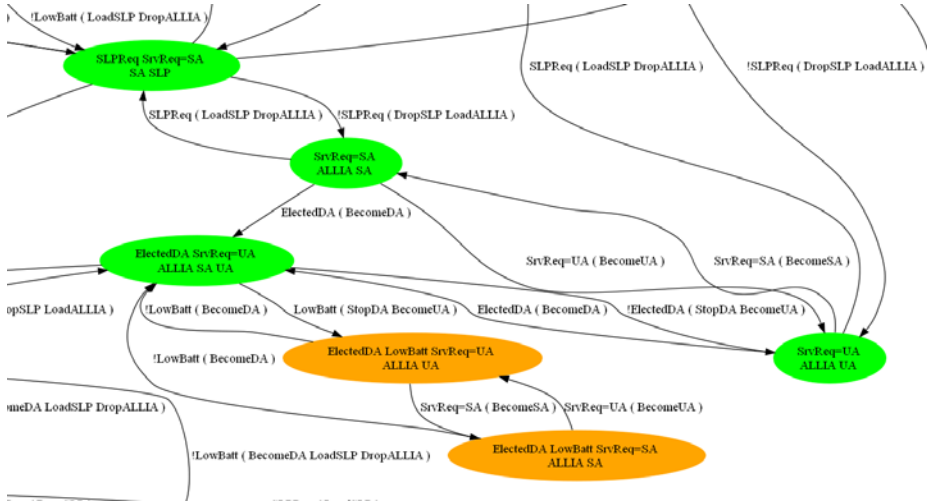 !LowBatt ( LoadSLP DropALLIA )
SLPReq SrvReq=SA
SA SLP
SLPReq ( LoadSLP DropALLIA )
!SLPReq ( DropSLP LoadALLIA )
SLPReq ( LoadSLP DropALLIA )
!SLPReq ( DropSLP LoadALLIA )
SrvReq=SA
ALLIA SA
ElectedDA ( BecomeDA )
ElectedDA SrvReq=UA
ALLIA SA UA
SrvReq=UA ( BecomeUA )
SrvReq=SA ( BecomeSA )
opSLP LoadALLIA )
!LowBatt ( BecomeDA )
LowBatt ( StopDA BecomeUA )
ElectedDA ( BecomeDA )
!ElectedDA ( StopDA BecomeUA )
!LowBatt ( BecomeDA )
ElectedDA LowBatt SrvReq=UA
ALLIA UA
SrvReq=UA
ALLIA UA
omeDA LoadSLP DropALLIA )
SrvReq=SA ( BecomeSA )
SrvReq=UA ( BecomeUA )
!LowBatt ( BecomeDA LoadSLP DropALLIA )
ElectedDA LowBatt SrvReq=SA
ALLIA SA